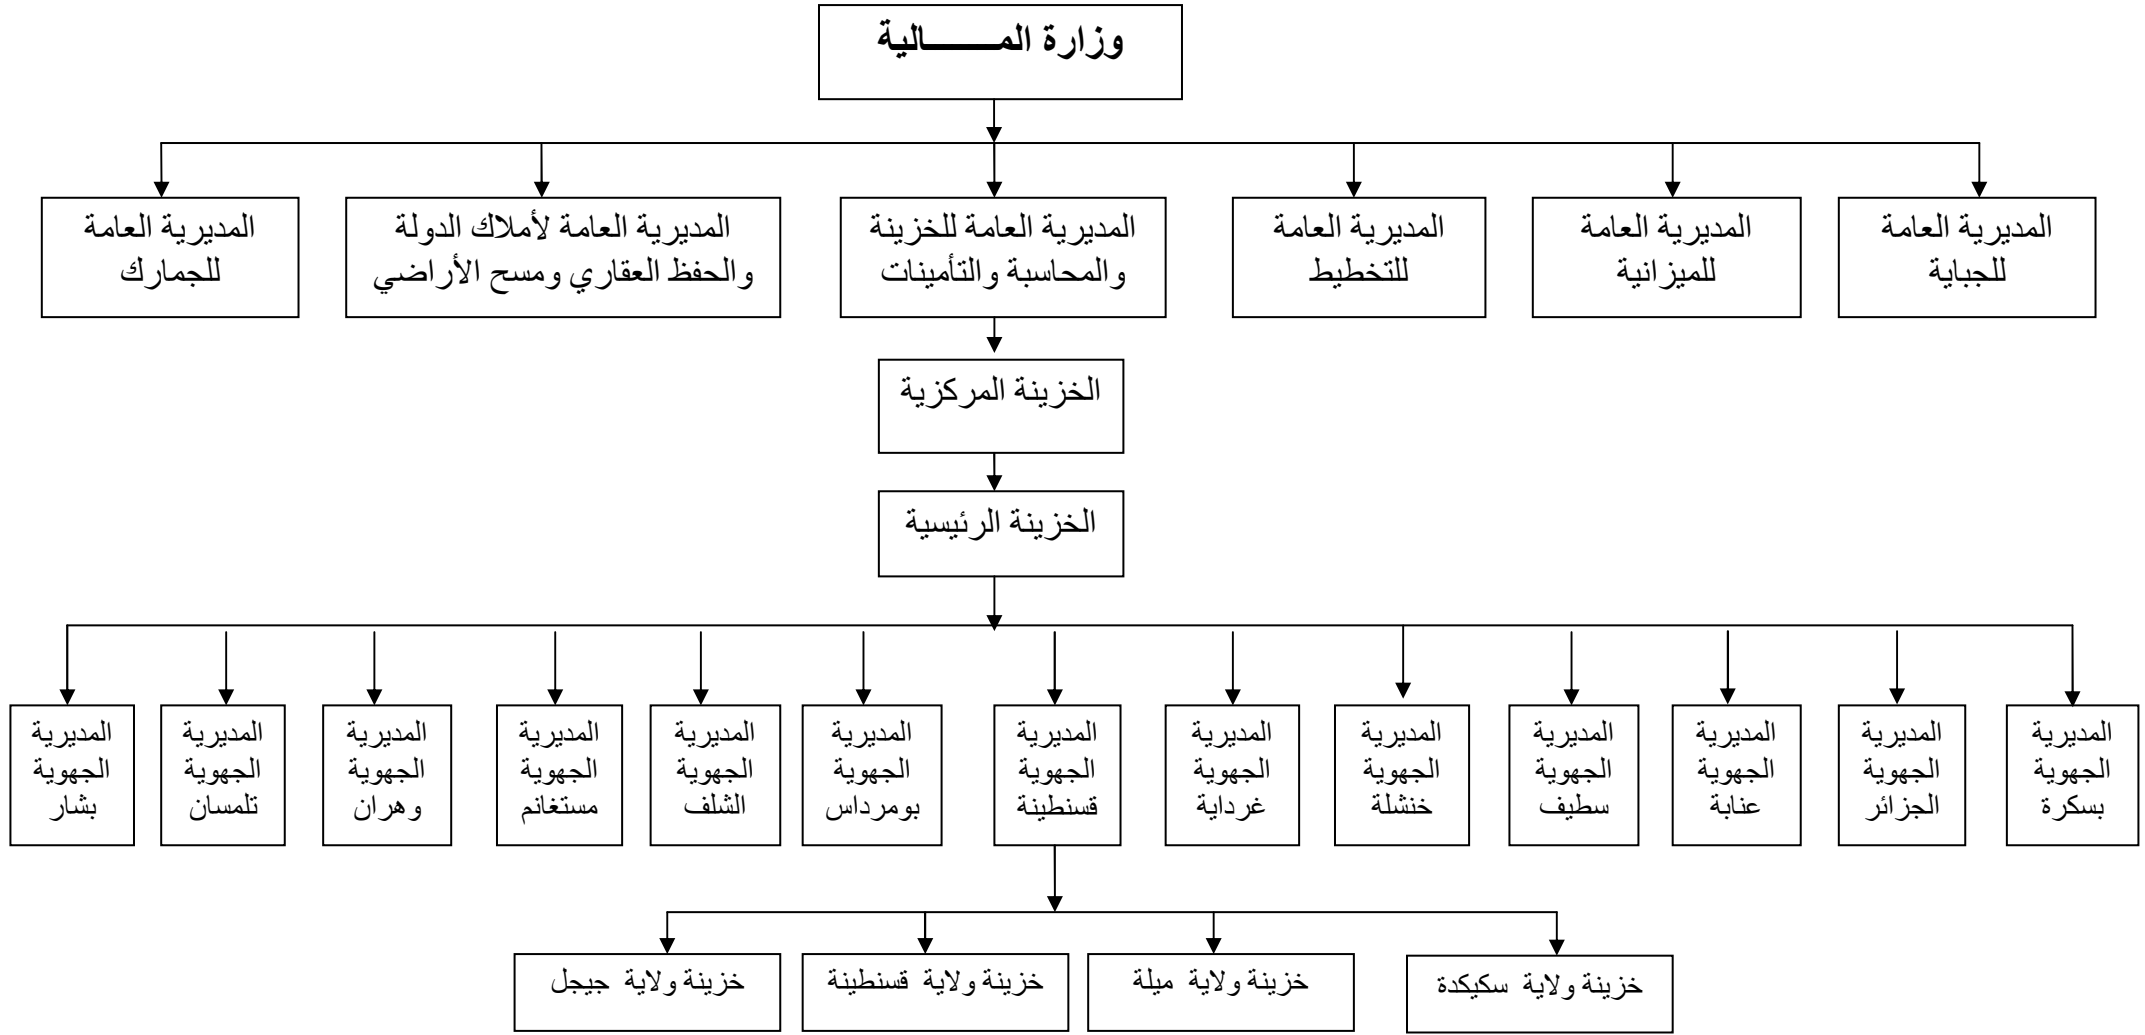 وزارة المـــــــالية
المديرية العامة
للجباية
المديرية العامة
للميزانية
المديرية العامة
للتخطيط
المديرية العامة للخزينة
والمحاسبة والتأمينات
المديرية العامة لأملاك الدولة
والحفظ العقاري ومسح الأراضي
المديرية العامة
للجمارك
الخزينة المركزية
الخزينة الرئيسية
المديرية
الجهوية
بسكرة
المديرية
الجهوية
الجزائر
المديرية
الجهوية
عنابة
المديرية
الجهوية
سطيف
المديرية
الجهوية
خنشلة
المديرية
الجهوية
غرداية
المديرية
الجهوية
قسنطينة
المديرية
الجهوية
بومرداس
المديرية
الجهوية
الشلف
المديرية
الجهوية
مستغانم
المديرية
الجهوية
وهران
المديرية
الجهوية
تلمسان
المديرية
الجهوية
بشار
خزينة ولاية سكيكدة
خزينة ولاية ميلة
خزينة ولاية قسنطينة
خزينة ولاية جيجل